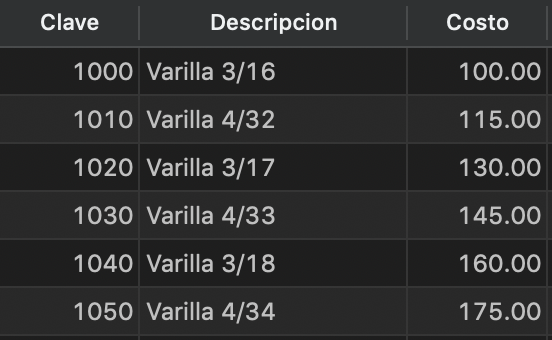 Clave Descripcion Costo
1000 Varilla 3/16 100.00
1010 Varilla 4/32 115.00
1020 Varilla 3/17 130.00
1030 Varilla 4/33 145.00
1040 Varilla 3/18 160.00
1050 Varilla 4/34 175.00